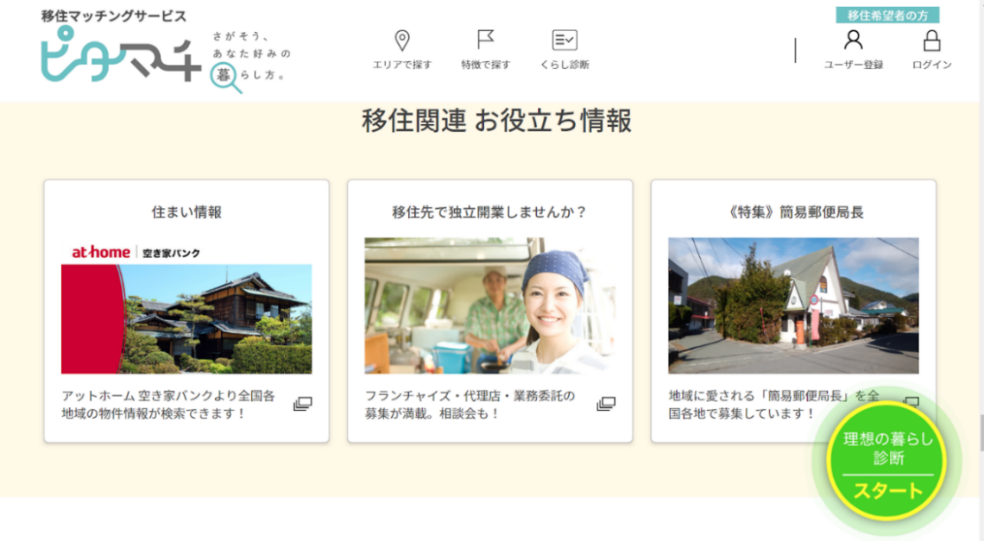 移住マッチングサービス
ピタマチ
さがそう、
あなた好みの
暮らし方。
エリアで探す
特徴で探す
くらし診断
移住希望者の方
ユーザー登録
ログイン
移住関連 お役立ち情報
住まい情報
at home 空き家バンク
アットホーム 空き家バンクより全国各
地域の物件情報が検索できます！
移住先で独立開業しませんか？
フランチャイズ・代理店・業務委託の
募集が満載。相談会も！
《特集》簡易郵便局長
地域に愛される「簡易郵便局長」を全
国各地で募集しています！
理想の暮らし
診断
スタート